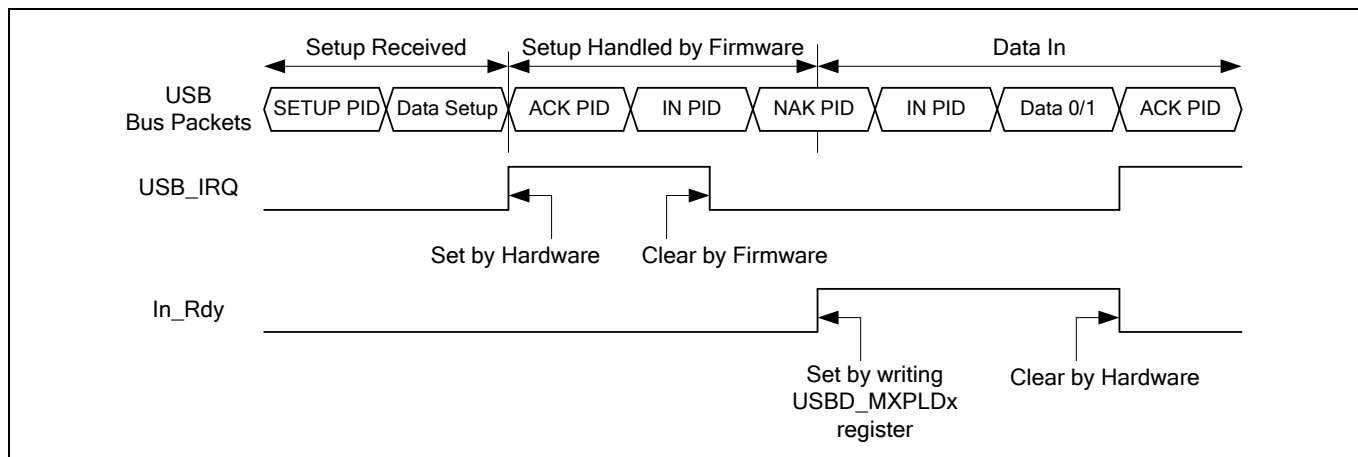 Setup Received Setup Handled by Firmware Data In
USB
Bus Packets
SETUP PID Data Setup ACK PID IN PID NAK PID IN PID Data 0/1 ACK PID
USB_IRQ
Set by Hardware Clear by Firmware
In_Rdy
Set by writing
USBD_MXPLDx
register
Clear by Hardware